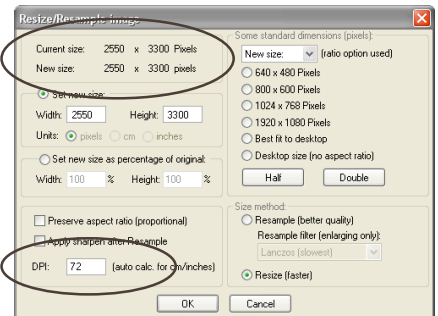 Resize/Resample image
Current size: 2550 x 3300 Pixels
New size: 2550 x 3300 pixels
Set new size:
Width: 2550 Height: 3300
Units: pixels cm inches
Set new size as percentage of original:
Width: 100 % Height: 100 %
Preserve aspect ratio (proportional)
Apply sharpen after Resample
DPI: 72 (auto calc. for cm/inches)
Some standard dimensions (pixels):
New size: (ratio option used)
640 x 480 Pixels
800 x 600 Pixels
1024 x 768 Pixels
1920 x 1080 Pixels
Best fit to desktop
Desktop size (no aspect ratio)
Half Double
Size method:
Resample (better quality)
Resample filter (enlarging only):
Lanczos (slowest)
Resize (faster)
OK Cancel